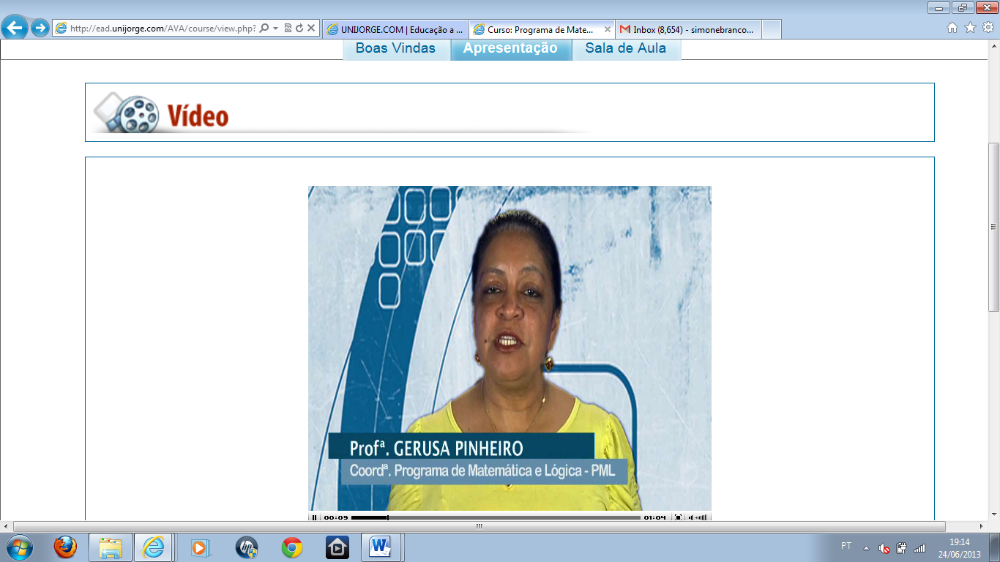 http://ead.unijorge.com/AVA/course/view.php?
UNIJORGE.COM | Educação a ...
Curso: Programa de Mate...
Inbox (8,654) - simonebranco...
Boas Vindas
Apresentação
Sala de Aula
Vídeo
Profª. GERUSA PINHEIRO
Coordª. Programa de Matemática e Lógica - PML
00:09
01:04
PT
19:14
24/06/2013